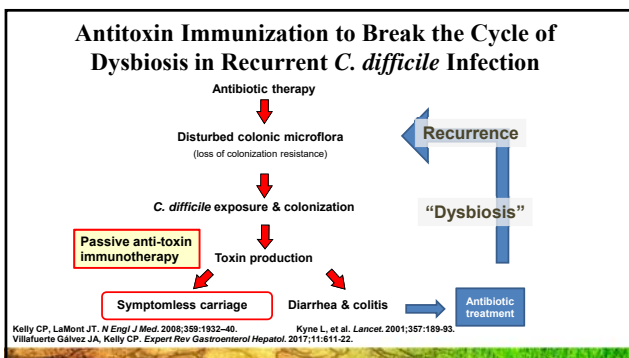 Antitoxin Immunization to Break the Cycle of
Dysbiosis in Recurrent C. difficile Infection
Antibiotic therapy
Disturbed colonic microflora
(loss of colonization resistance)
Recurrence
C. difficile exposure & colonization
"Dysbiosis"
Passive anti-toxin
immunotherapy
Toxin production
Symptomless carriage
Diarrhea & colitis
Antibiotic
treatment
Kelly CP, LaMont JT. N Engl J Med. 2008;359:1932–40.
Kyne L, et al. Lancet. 2001;357:189-93.
Villafuerte Gálvez JA, Kelly CP. Expert Rev Gastroenterol Hepatol. 2017;11:611-22.